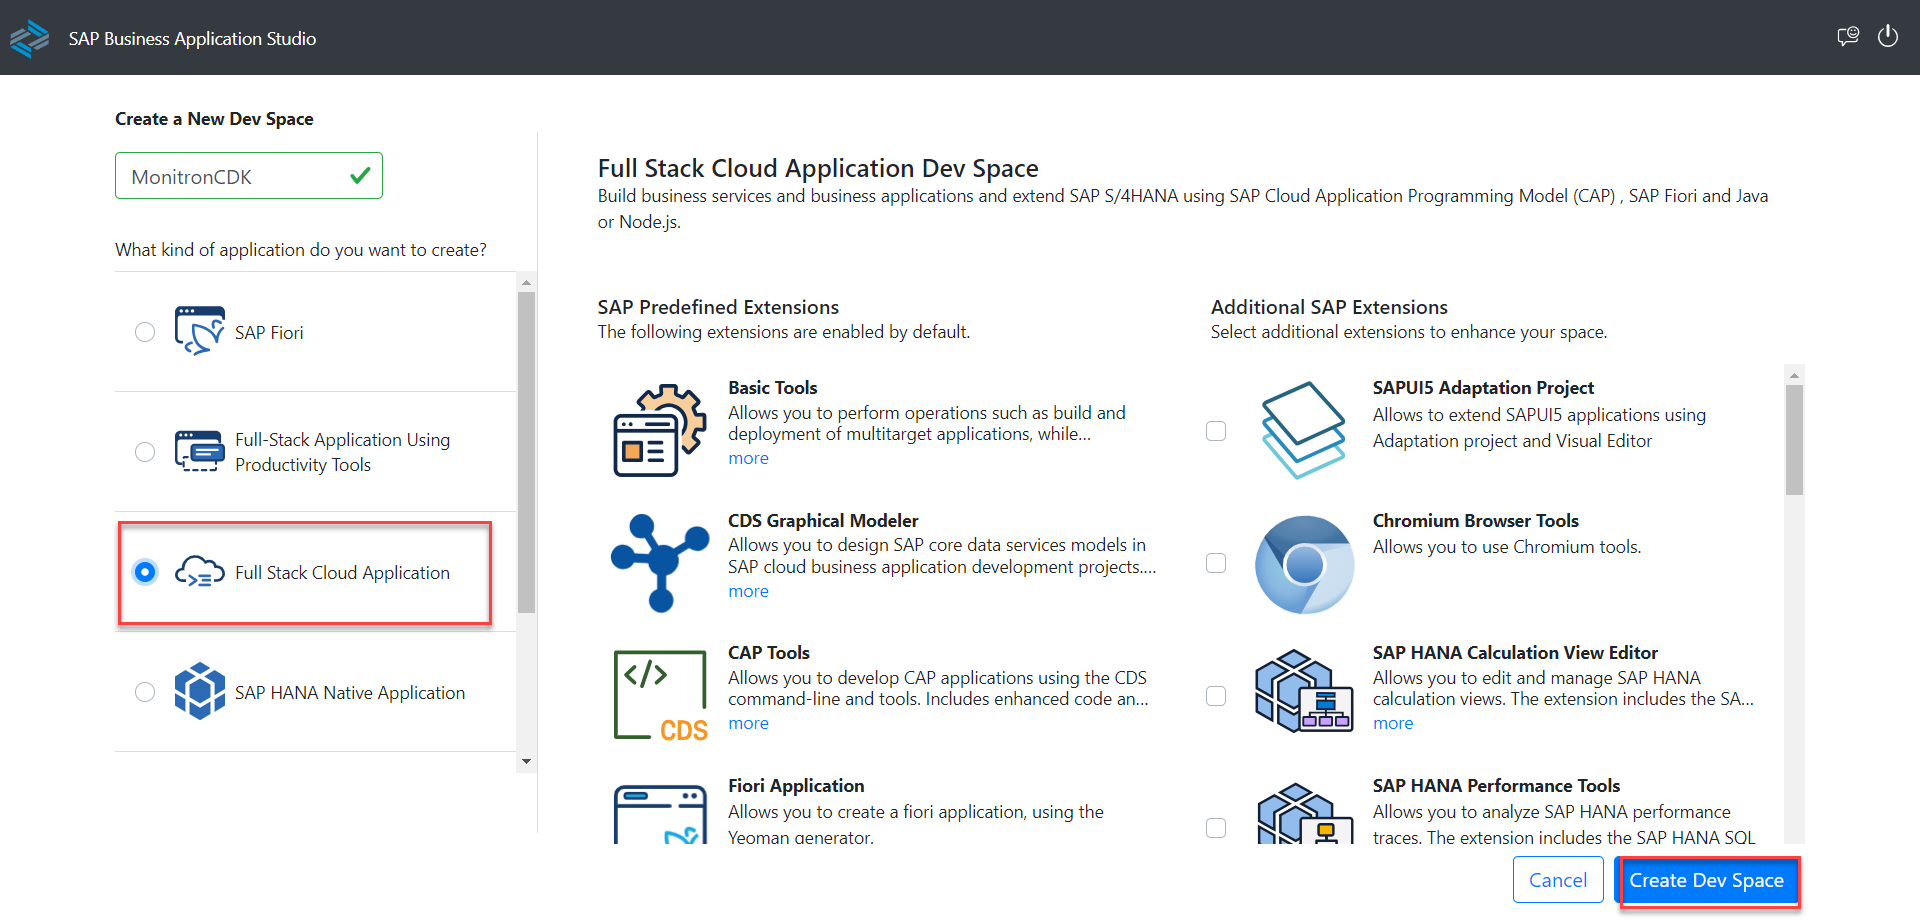 SAP Business Application Studio
Create a New Dev Space
MonitronCDK
What kind of application do you want to create?
SAP Fiori
Full-Stack Application Using
Productivity Tools
Full Stack Cloud Application
SAP HANA Native Application
Full Stack Cloud Application Dev Space
Build business services and business applications and extend SAP S/4HANA using SAP Cloud Application Programming Model (CAP) , SAP Fiori and Java
or Node.js.
SAP Predefined Extensions
The following extensions are enabled by default.
Basic Tools
Allows you to perform operations such as build and
deployment of multitarget applications, while...
more
CDS Graphical Modeler
Allows you to design SAP core data services models in
SAP cloud business application development projects....
more
</>
CDS
CAP Tools
Allows you to develop CAP applications using the CDS
command-line and tools. Includes enhanced code an...
more
Fiori Application
Allows you to create a fiori application, using the
Yeoman generator.
Additional SAP Extensions
Select additional extensions to enhance your space.
SAPUI5 Adaptation Project
Allows to extend SAPUI5 applications using
Adaptation project and Visual Editor
Chromium Browser Tools
Allows you to use Chromium tools.
SAP HANA Calculation View Editor
Allows you to edit and manage SAP HANA
calculation views. The extension includes the SA...
more
SAP HANA Performance Tools
Allows you to analyze SAP HANA performance
traces. The extension includes the SAP HANA SQL
Cancel
Create Dev Space